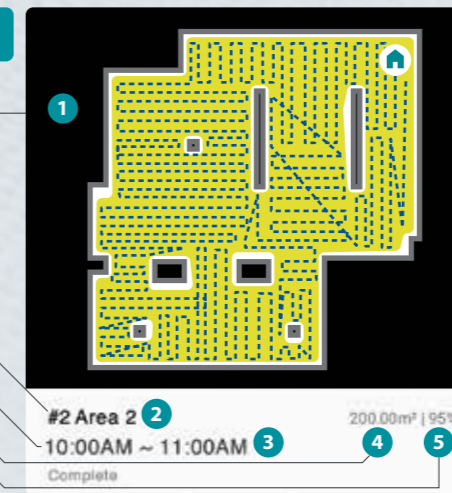 1
#2 Area 2 2
200.00m² | 95%
10:00AM ~ 11:00AM 3
4 5
Complete